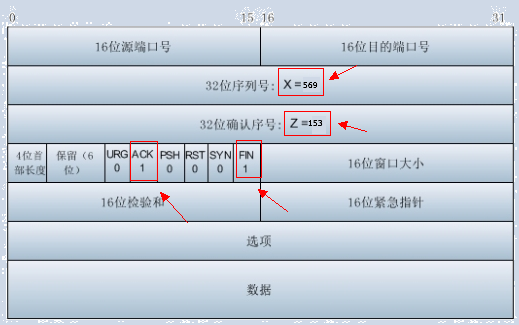 0 15 16 31
16位源端口号 16位目的端口号
32位序列号: X =569
32位确认序号: Z =153
4位首部长度 保留（6位） URG 0 ACK 1 PSH 0 RST 0 SYN 0 FIN 1 16位窗口大小
16位检验和 16位紧急指针
选项
数据